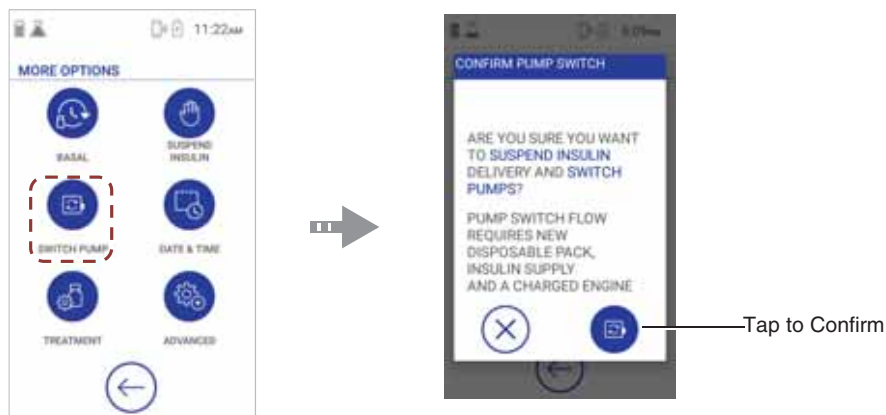 11:22AM
MORE OPTIONS
BASAL
SUSPEND
INSULIN
SWITCH PUMP
DATE & TIME
TREATMENT
ADVANCED
CONFIRM PUMP SWITCH
ARE YOU SURE YOU WANT
TO SUSPEND INSULIN
DELIVERY AND SWITCH
PUMPS?
PUMP SWITCH FLOW
REQUIRES NEW
DISPOSABLE PACK,
INSULIN SUPPLY
AND A CHARGED ENGINE
Tap to Confirm